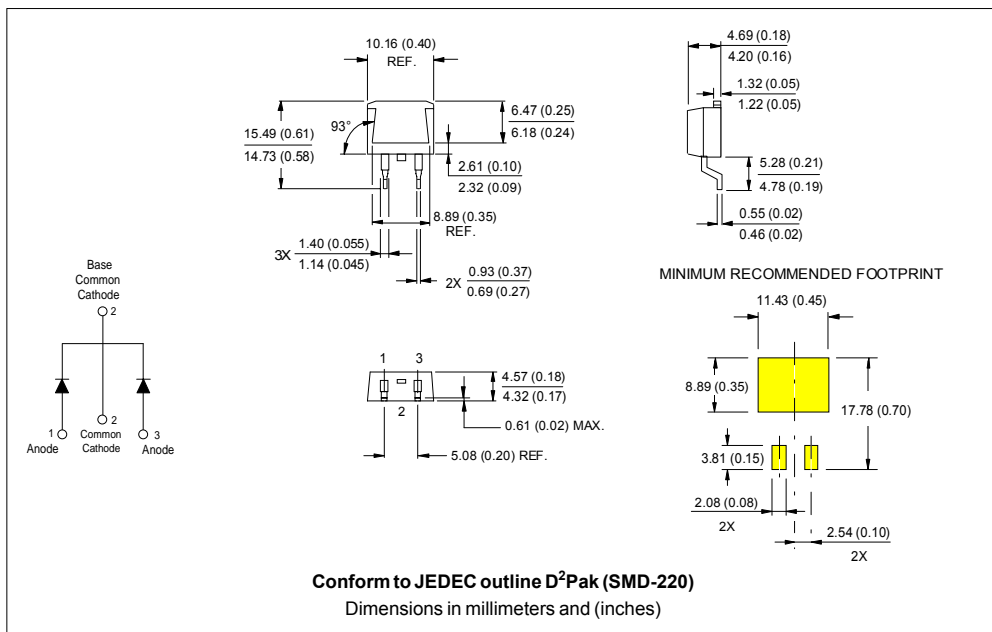 10.16 (0.40)
REF.
15.49 (0.61)
14.73 (0.58)
93°
6.47 (0.25)
6.18 (0.24)
2.61 (0.10)
2.32 (0.09)
8.89 (0.35)
REF.
3X
1.40 (0.055)
1.14 (0.045)
2X
0.93 (0.37)
0.69 (0.27)
4.69 (0.18)
4.20 (0.16)
1.32 (0.05)
1.22 (0.05)
5.28 (0.21)
4.78 (0.19)
0.55 (0.02)
0.46 (0.02)
Base
Common
Cathode
2
2
1
Anode
Common
Cathode
3
Anode
1 3
2
4.57 (0.18)
4.32 (0.17)
0.61 (0.02) MAX.
5.08 (0.20) REF.
MINIMUM RECOMMENDED FOOTPRINT
11.43 (0.45)
8.89 (0.35)
17.78 (0.70)
3.81 (0.15)
2.08 (0.08)
2X
2.54 (0.10)
2X
Conform to JEDEC outline D²Pak (SMD-220)
Dimensions in millimeters and (inches)